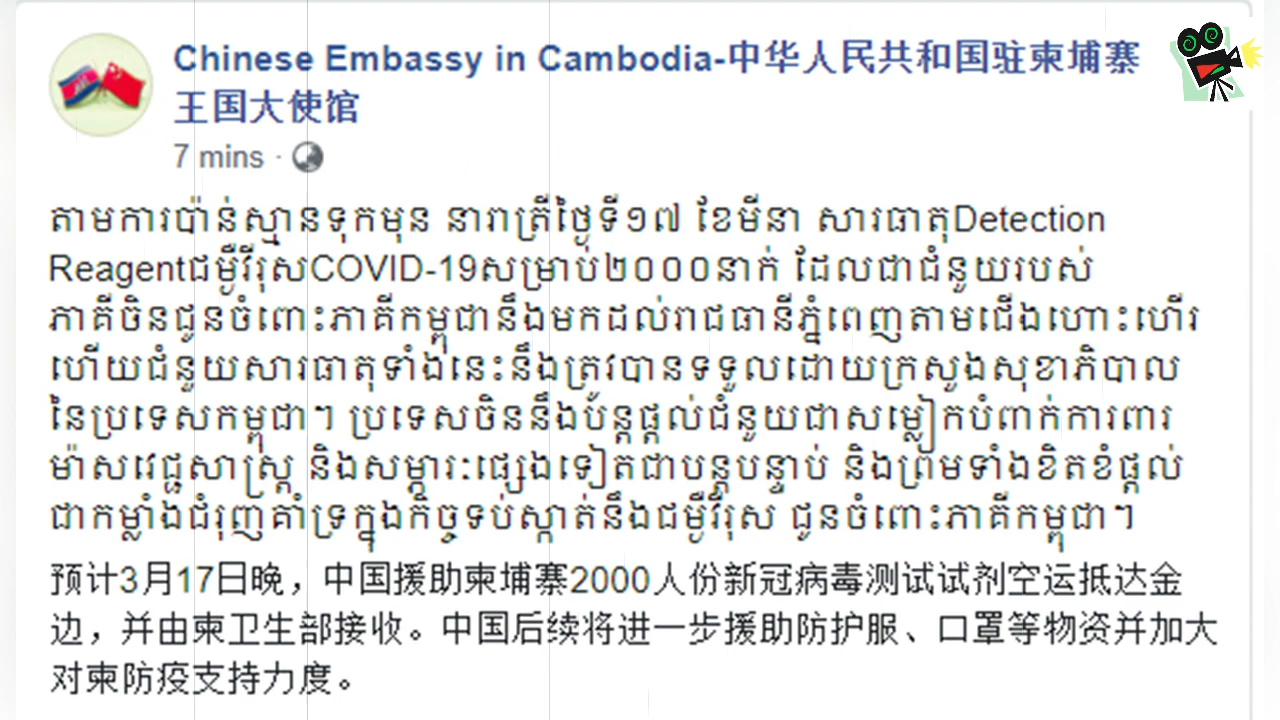 Chinese Embassy in Cambodia-中华人民共和国驻柬埔寨
王国大使馆
7 mins ·
តាមការប៉ាន់ស្មានទុកមុន នារាត្រីថ្ងៃទី១៧ ខែមីនា សារធាតុDetection
Reagentជម្ងឺវីរុសCOVID-19សម្រាប់២០០០នាក់ ដែលជាជំនួយរបស់
ភាគីចិនជូនចំពោះភាគីកម្ពុជានឹងមកដល់រាជធានីភ្នំពេញតាមជើងហោះហើរ
ហើយជំនួយសារធាតុទាំងនេះនឹងត្រូវបានទទួលដោយក្រសួងសុខាភិបាល
នៃប្រទេសកម្ពុជា។ ប្រទេសចិននឹងបន្តផ្តល់ជំនួយជាសម្លៀកបំពាក់ការពារ
ម៉ាសវេជ្ជសាស្ត្រ និងសម្ភារៈផ្សេងទៀតជាបន្តបន្ទាប់ និងព្រមទាំងខិតខំផ្តល់
ជាកម្លាំងជំរុញគាំទ្រក្នុងកិច្ចទប់ស្កាត់នឹងជម្ងឺវីរុស ជូនចំពោះភាគីកម្ពុជា។
预计3月17日晚，中国援助柬埔寨2000人份新冠病毒测试试剂空运抵达金
边，并由柬卫生部接收。中国后续将进一步援助防护服、口罩等物资并加大
对柬防疫支持力度。